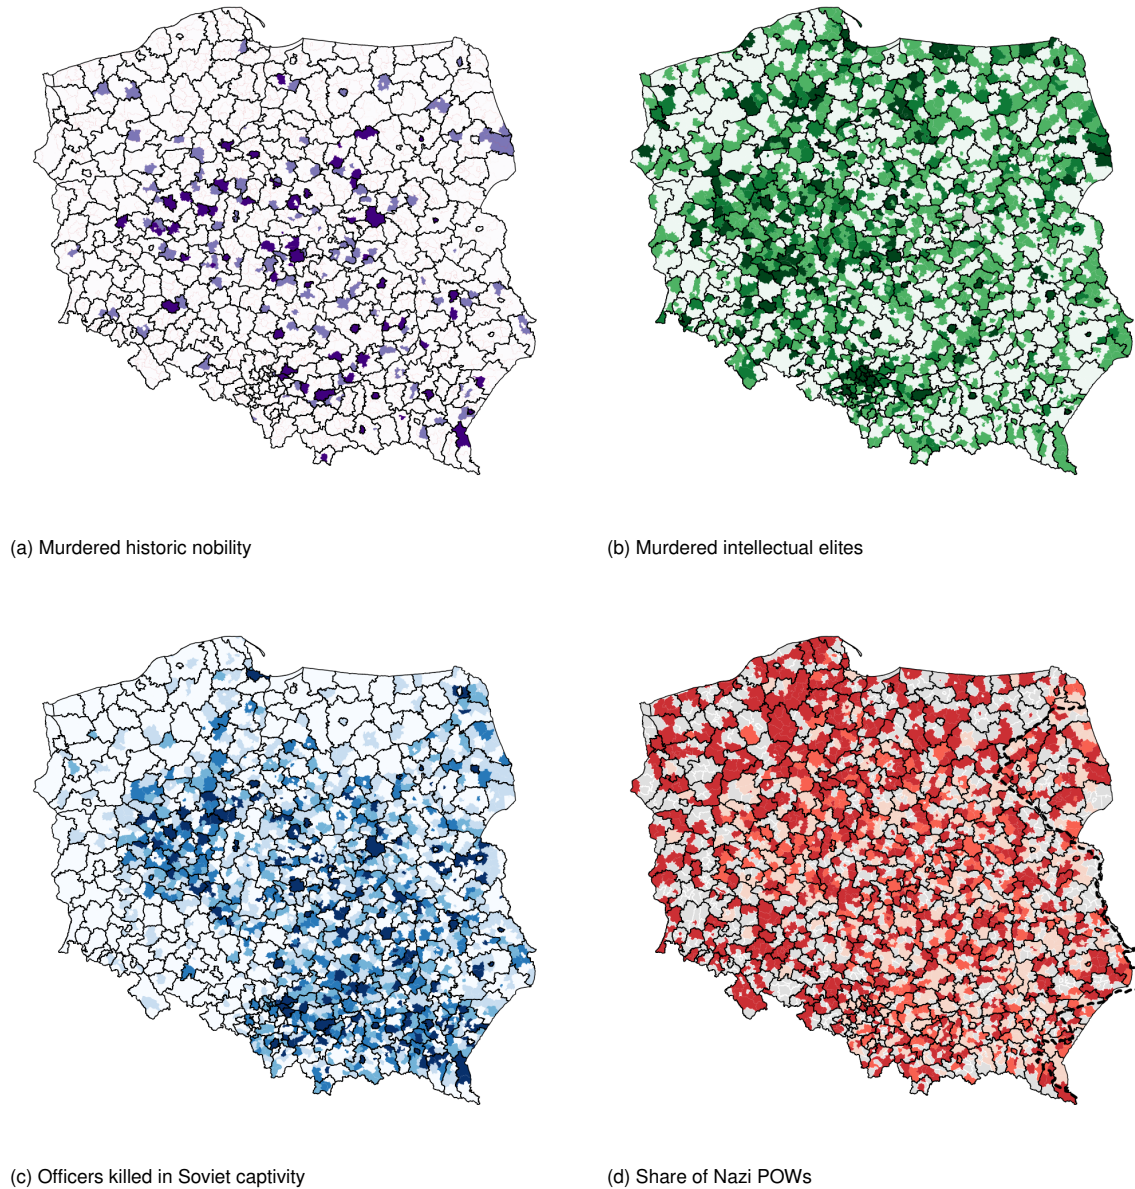 (a) Murdered historic nobility
(b) Murdered intellectual elites
(c) Officers killed in Soviet captivity
(d) Share of Nazi POWs